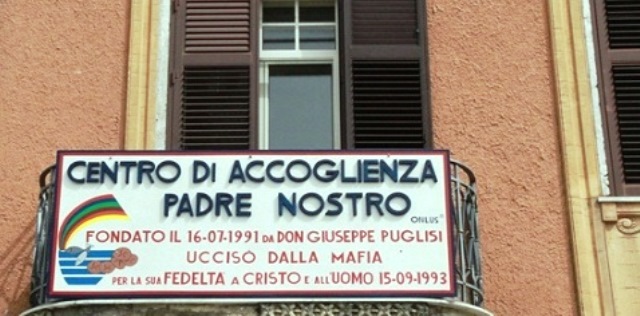 CENTRO DI ACCOGLIENZA
PADRE NOSTRO
ONLUS
FONDATO IL 16-07-1991 DA DON GIUSEPPE PUGLISI
UCCISO DALLA MAFIA
PER LA SUA FEDELTA A CRISTO E ALL'UOMO 15-09-1993